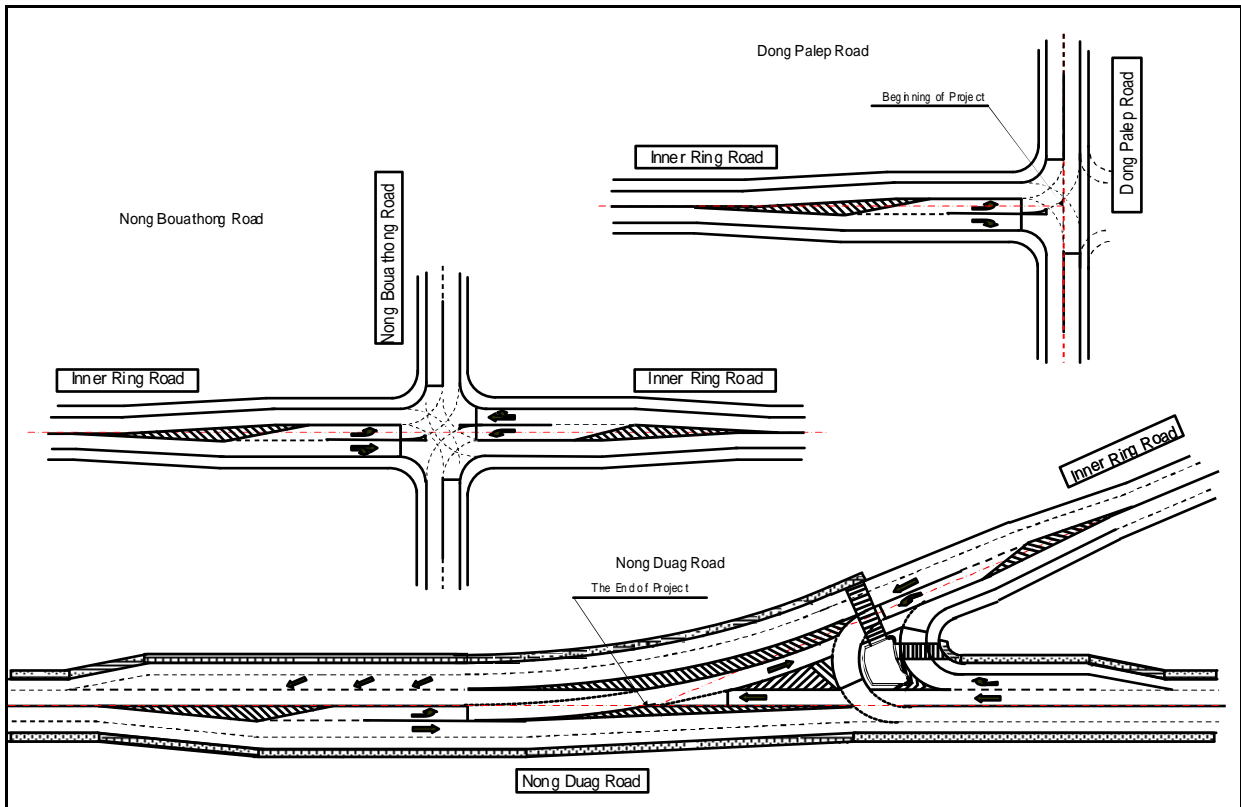 Dong Palep Road
Dong Palep Road
Beginning of Project
Inner Ring Road
Nong Bouathong Road
Nong Bouathong Road
Inner Ring Road
Inner Ring Road
Inner Ring Road
Nong Duag Road
The End of Project
Nong Duag Road